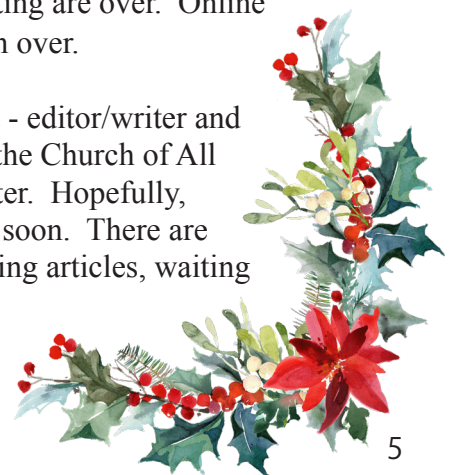 ting are over.  Online
n over.
- editor/writer and
the Church of All
ter.  Hopefully,
soon.  There are
ing articles, waiting
5